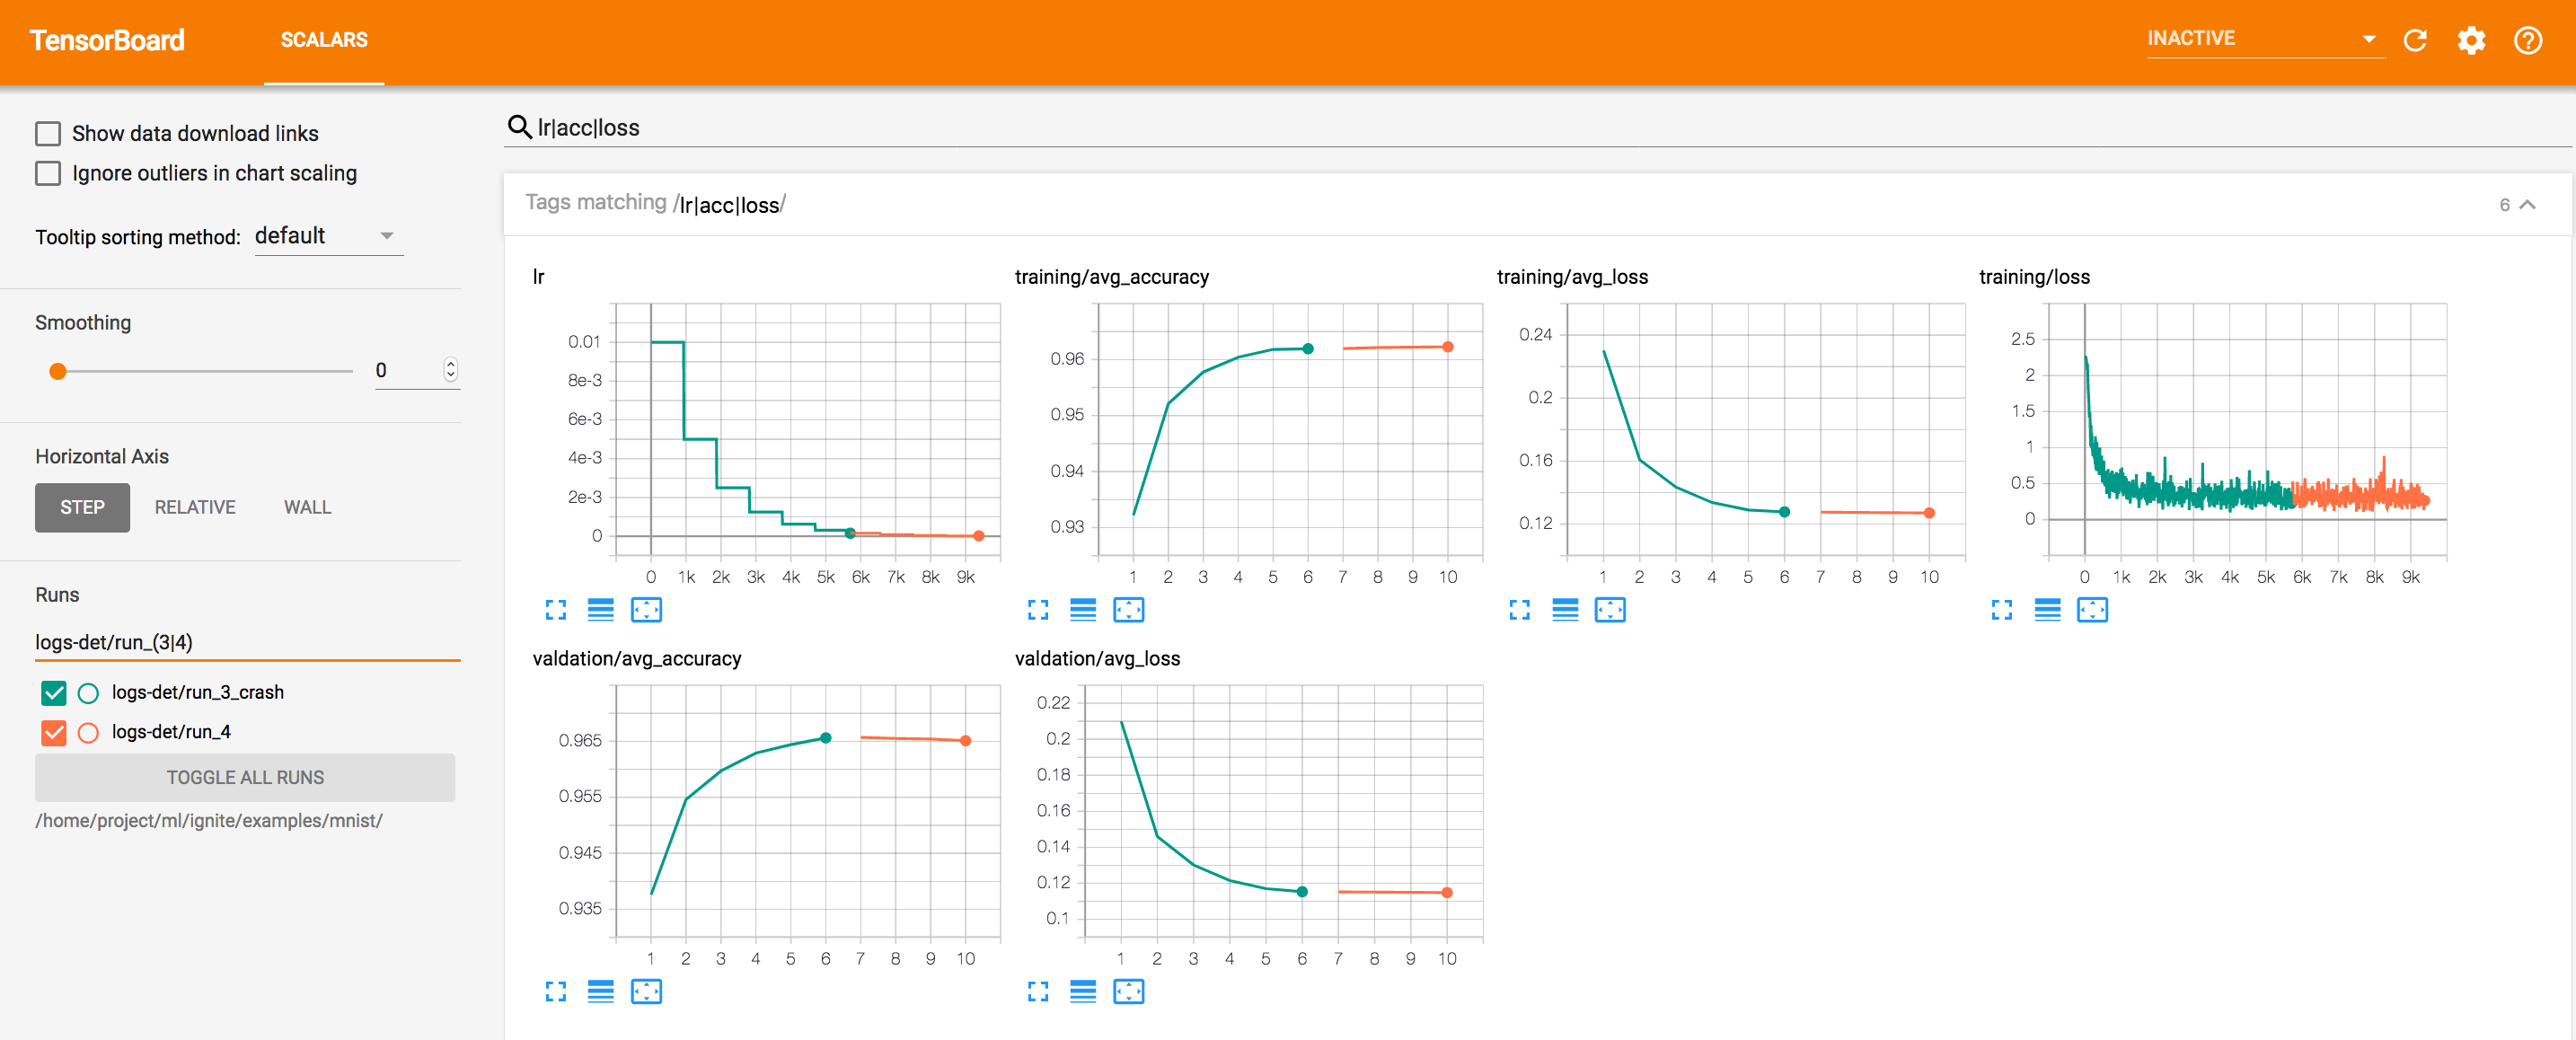 TensorBoard
SCALARS
INACTIVE
Show data download links
Ignore outliers in chart scaling
Tooltip sorting method: default
Smoothing
0
Horizontal Axis
STEP RELATIVE WALL
Runs
logs-det/run_(3|4)
logs-det/run_3_crash
logs-det/run_4
TOGGLE ALL RUNS
/home/project/ml/ignite/examples/mnist/
lr|acc|loss
Tags matching /lr|acc|loss/
6
lr
0.01
8e-3
6e-3
4e-3
2e-3
0
0 1k 2k 3k 4k 5k 6k 7k 8k 9k
training/avg_accuracy
0.96
0.95
0.94
0.93
1 2 3 4 5 6 7 8 9 10
training/avg_loss
0.24
0.2
0.16
0.12
1 2 3 4 5 6 7 8 9 10
training/loss
2.5
2
1.5
1
0.5
0
0 1k 2k 3k 4k 5k 6k 7k 8k 9k
valdation/avg_accuracy
0.965
0.955
0.945
0.935
1 2 3 4 5 6 7 8 9 10
valdation/avg_loss
0.22
0.2
0.18
0.16
0.14
0.12
0.1
1 2 3 4 5 6 7 8 9 10